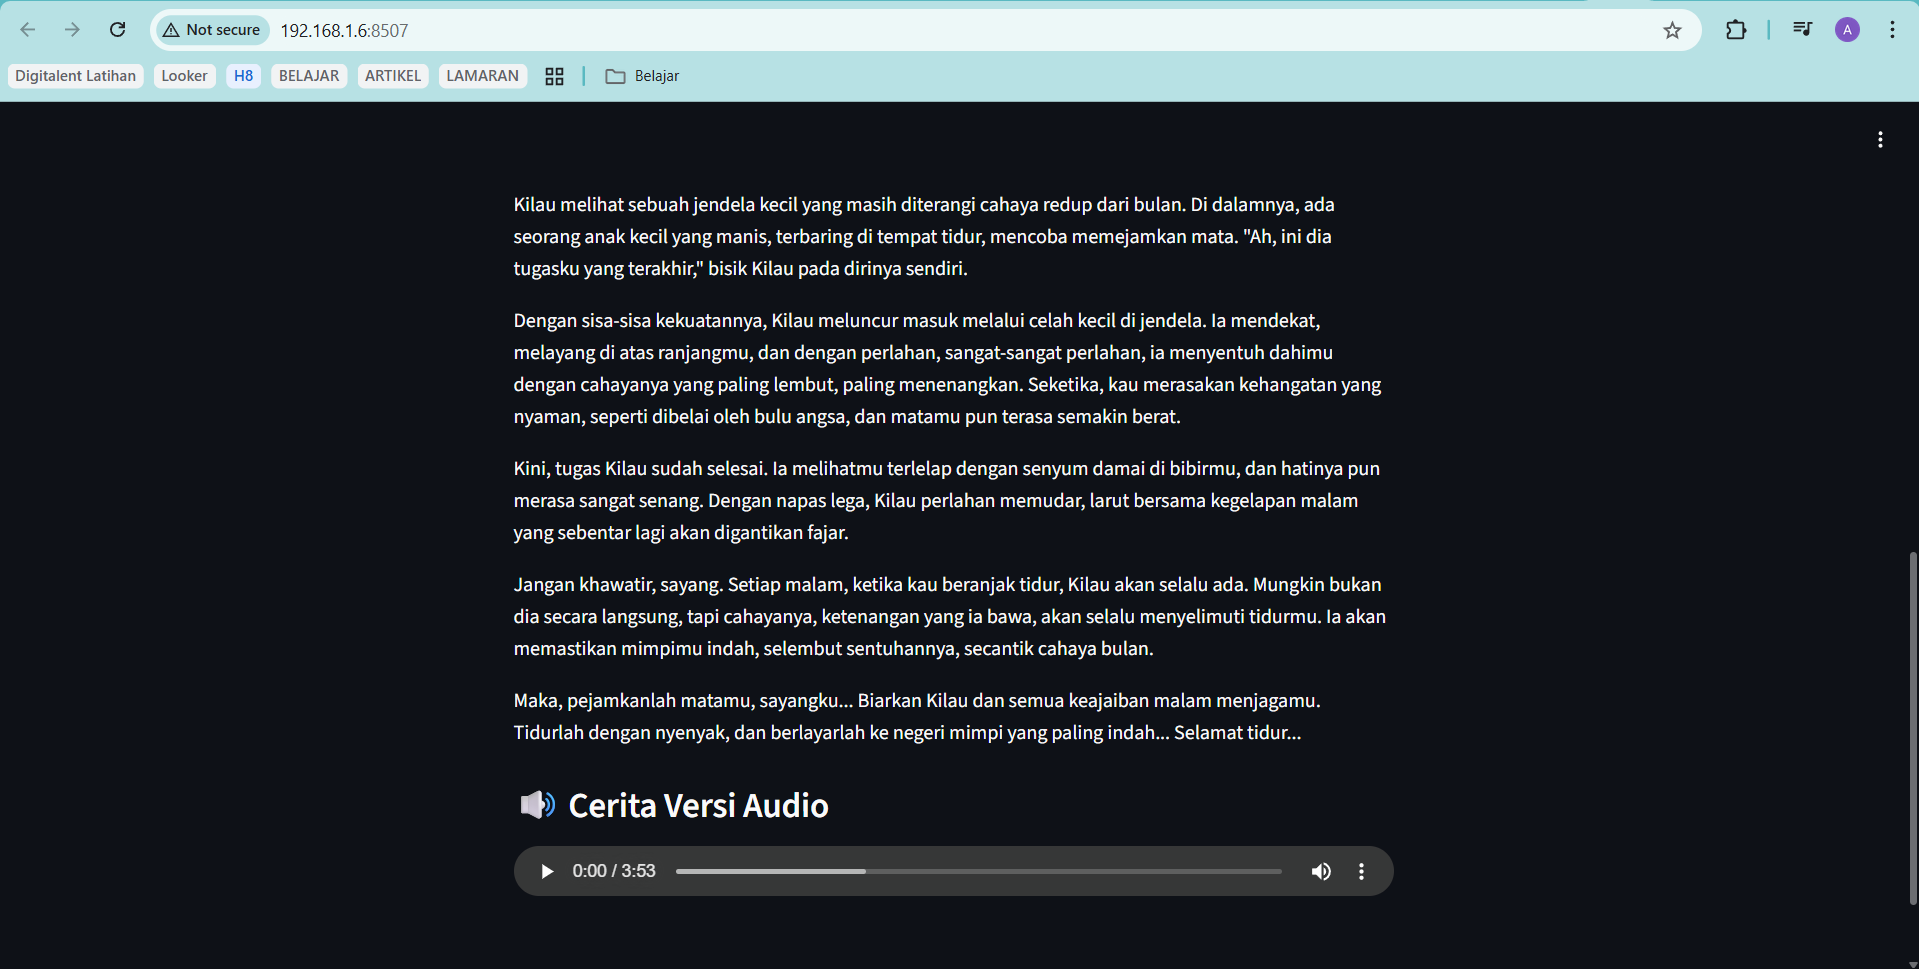 Not secure
192.168.1.6:8507
A
Digitalent Latihan
Looker
H8
BELAJAR
ARTIKEL
LAMARAN
Belajar
Kilau melihat sebuah jendela kecil yang masih diterangi cahaya redup dari bulan. Di dalamnya, ada
seorang anak kecil yang manis, terbaring di tempat tidur, mencoba memejamkan mata. "Ah, ini dia
tugasku yang terakhir," bisik Kilau pada dirinya sendiri.
Dengan sisa-sisa kekuatannya, Kilau meluncur masuk melalui celah kecil di jendela. Ia mendekat,
melayang di atas ranjangmu, dan dengan perlahan, sangat-sangat perlahan, ia menyentuh dahimu
dengan cahayanya yang paling lembut, paling menenangkan. Seketika, kau merasakan kehangatan yang
nyaman, seperti dibelai oleh bulu angsa, dan matamu pun terasa semakin berat.
Kini, tugas Kilau sudah selesai. Ia melihatmu terlelap dengan senyum damai di bibirmu, dan hatinya pun
merasa sangat senang. Dengan napas lega, Kilau perlahan memudar, larut bersama kegelapan malam
yang sebentar lagi akan digantikan fajar.
Jangan khawatir, sayang. Setiap malam, ketika kau beranjak tidur, Kilau akan selalu ada. Mungkin bukan
dia secara langsung, tapi cahayanya, ketenangan yang ia bawa, akan selalu menyelimuti tidurmu. Ia akan
memastikan mimpimu indah, selembut sentuhannya, secantik cahaya bulan.
Maka, pejamkanlah matamu, sayangku... Biarkan Kilau dan semua keajaiban malam menjagamu.
Tidurlah dengan nyenyak, dan berlayarlah ke negeri mimpi yang paling indah... Selamat tidur...
Cerita Versi Audio
0:00 / 3:53